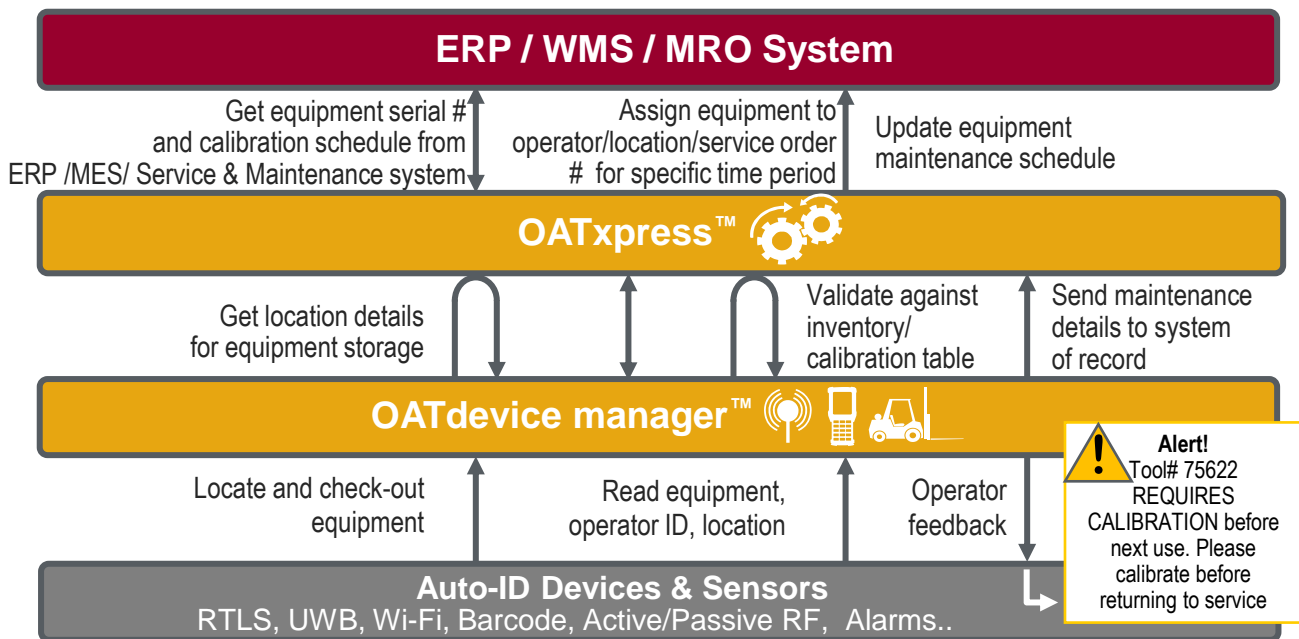 ERP / WMS / MRO System
Get equipment serial #
and calibration schedule from
ERP /MES/ Service & Maintenance system
Assign equipment to
operator/location/service order
# for specific time period
Update equipment
maintenance schedule
OATxpress™
Get location details
for equipment storage
Validate against
inventory/
calibration table
Send maintenance
details to system
of record
OATdevice manager™
Locate and check-out
equipment
Read equipment,
operator ID, location
Operator
feedback
Alert!
Tool# 75622
REQUIRES
CALIBRATION before
next use. Please
calibrate before
returning to service
Auto-ID Devices & Sensors
RTLS, UWB, Wi-Fi, Barcode, Active/Passive RF, Alarms..